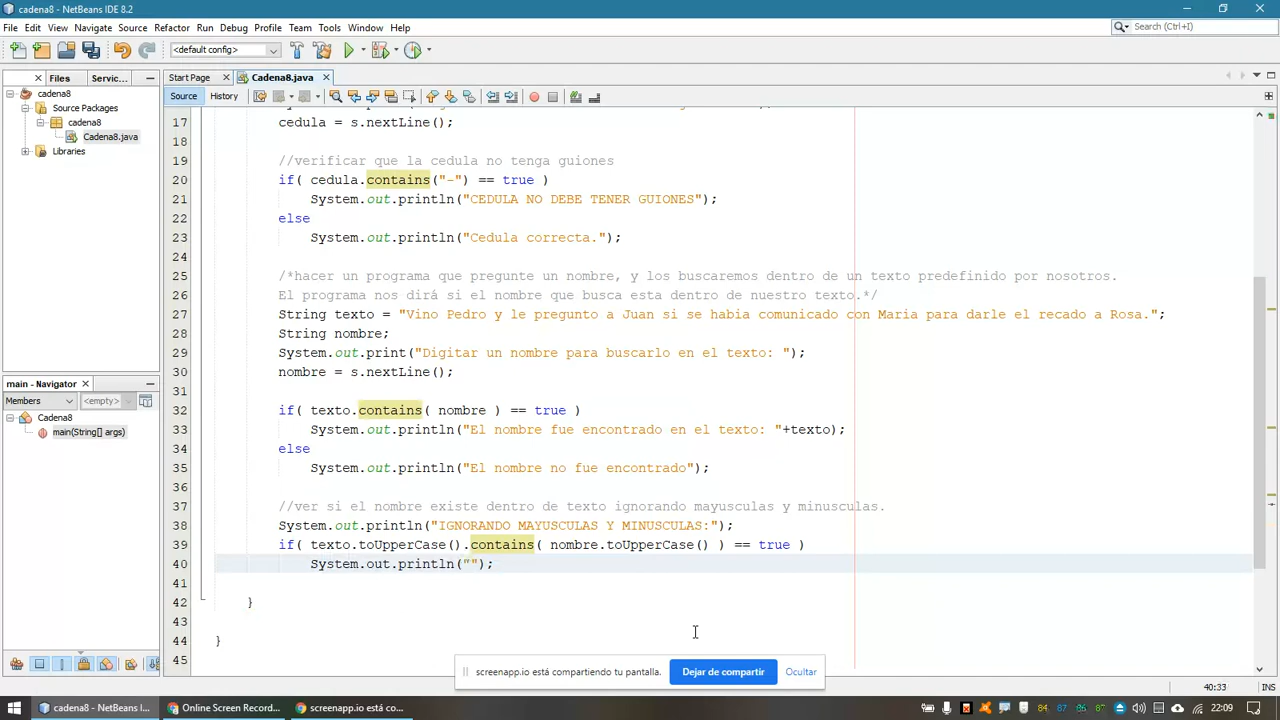 cadena8 - NetBeans IDE 8.2
File Edit View Navigate Source Refactor Run Debug Profile Team Tools Window Help
Search (Ctrl+I)
<default config>
Files Servic...
Start Page Cadena8.java
cadena8
Source Packages
cadena8
Cadena8.java
Libraries
Source History
17 cedula = s.nextLine();
18
19 //verificar que la cedula no tenga guiones
20 if( cedula.contains("-") == true )
21 System.out.println("CEDULA NO DEBE TENER GUIONES");
22 else
23 System.out.println("Cedula correcta.");
24
25 /*hacer un programa que pregunte un nombre, y los buscaremos dentro de un texto predefinido por nosotros.
26 El programa nos dirá si el nombre que busca esta dentro de nuestro texto.*/
27 String texto = "Vino Pedro y le pregunto a Juan si se habia comunicado con Maria para darle el recado a Rosa.";
28 String nombre;
29 System.out.print("Digitar un nombre para buscarlo en el texto: ");
30 nombre = s.nextLine();
31
32 if( texto.contains( nombre ) == true )
33 System.out.println("El nombre fue encontrado en el texto: "+texto);
34 else
35 System.out.println("El nombre no fue encontrado");
36
37 //ver si el nombre existe dentro de texto ignorando mayusculas y minusculas.
38 System.out.println("IGNORANDO MAYUSCULAS Y MINUSCULAS:");
39 if( texto.toUpperCase().contains( nombre.toUpperCase() ) == true )
40 System.out.println("");
41
42 }
43
44 }
45
main - Navigator
Members <empty>
Cadena8
main(String[] args)
screenapp.io está compartiendo tu pantalla. Dejar de compartir Ocultar
40:33 INS
cadena8 - NetBeans I... Online Screen Record... screenapp.io está co...
22:09